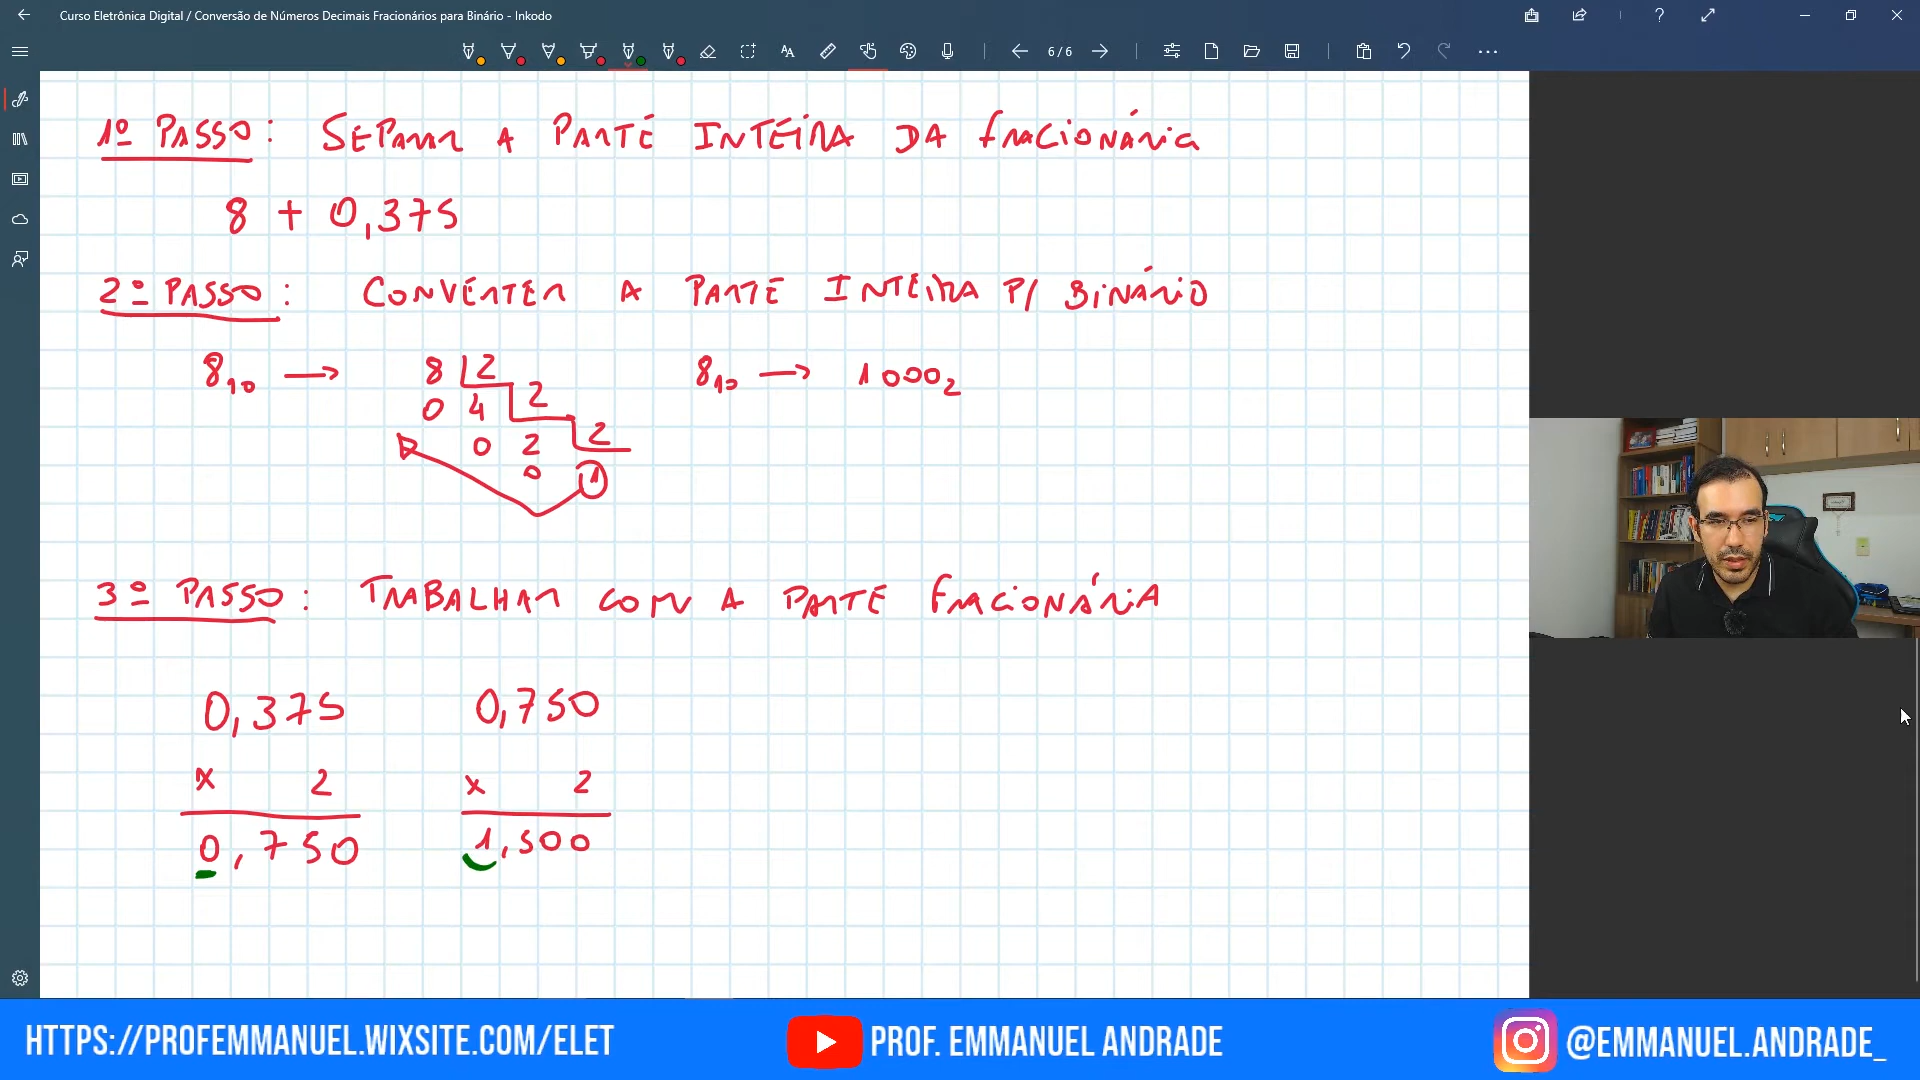 Curso Eletrônica Digital / Conversão de Números Decimais Fracionários para Binário - Inkodo
6/6
1º PASSO: SEPARAR A PARTE INTEIRA DA FRACIONÁRIA
8 + 0,375
2º PASSO: CONVERTER A PARTE INTEIRA P/ BINÁRIO
8₁₀ → 8 2 8₁₀ → 1000₂
0 4 2
0 2 2
0 1
3º PASSO: TRABALHAR COM A PARTE FRACIONÁRIA
0,375 0,750
x 2 x 2
0,750 1,500
HTTPS://PROFEMMANUEL.WIXSITE.COM/ELET PROF. EMMANUEL ANDRADE @EMMANUEL.ANDRADE_